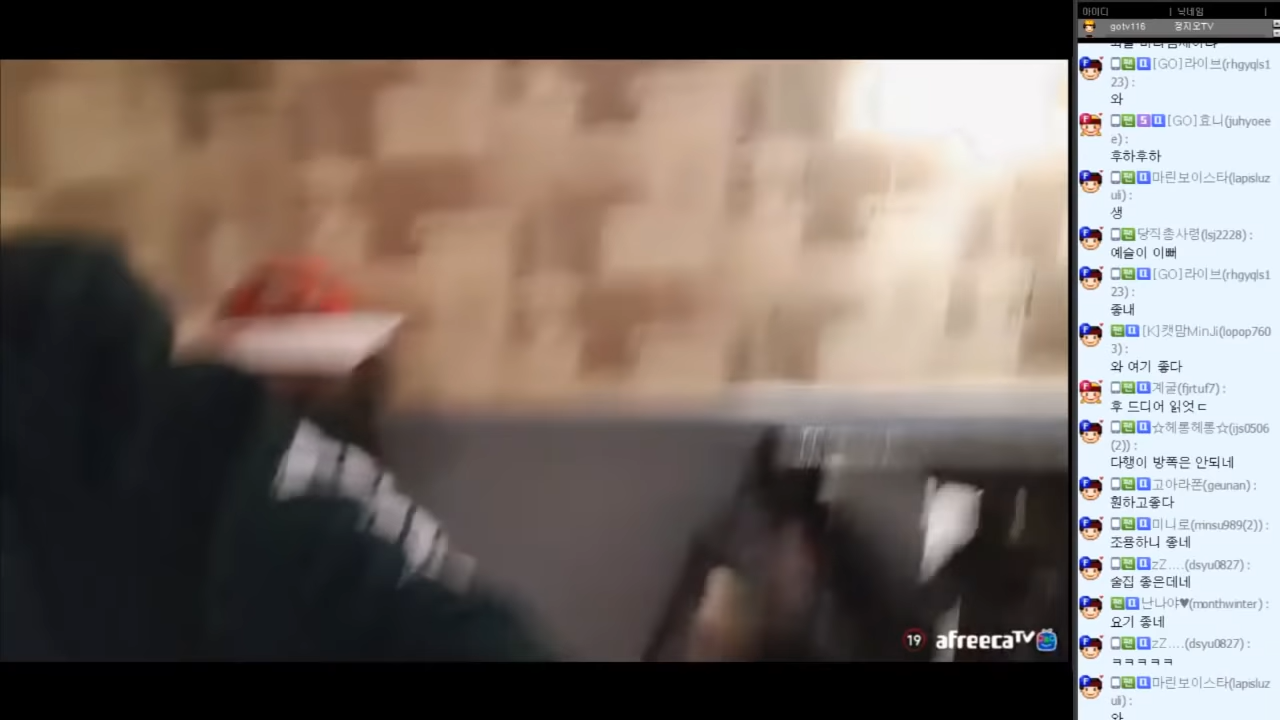 아이디 | 닉네임 |
gotv116 정지오TV
[GO]라이브(rhgyqls1
23) :
와
[GO]효니(juhyoee
e) :
후하후하
마린보이스타(lapisluz
uli) :
생
당직총사령(lsj2228) :
예슬이 이뻐
[GO]라이브(rhgyqls1
23) :
좋내
[K]캣맘MinJi(lopop760
3) :
와 여기 좋다
계굴(fjrtuf7) :
후 드디어 읽엇ㄷ
☆헤롱헤롱☆(ijs0506
(2)) :
다행이 방폭은 안되네
고아라폰(geunan) :
훤하고좋다
미니로(minsu989(2)) :
조용하니 좋네
zZ....(dsyu0827) :
술집 좋은데네
난나야♥(monthwinter) :
요기 좋네
zZ....(dsyu0827) :
ㅋㅋㅋㅋㅋ
마린보이스타(lapisluz
uli) :
와
19 afreecaTV